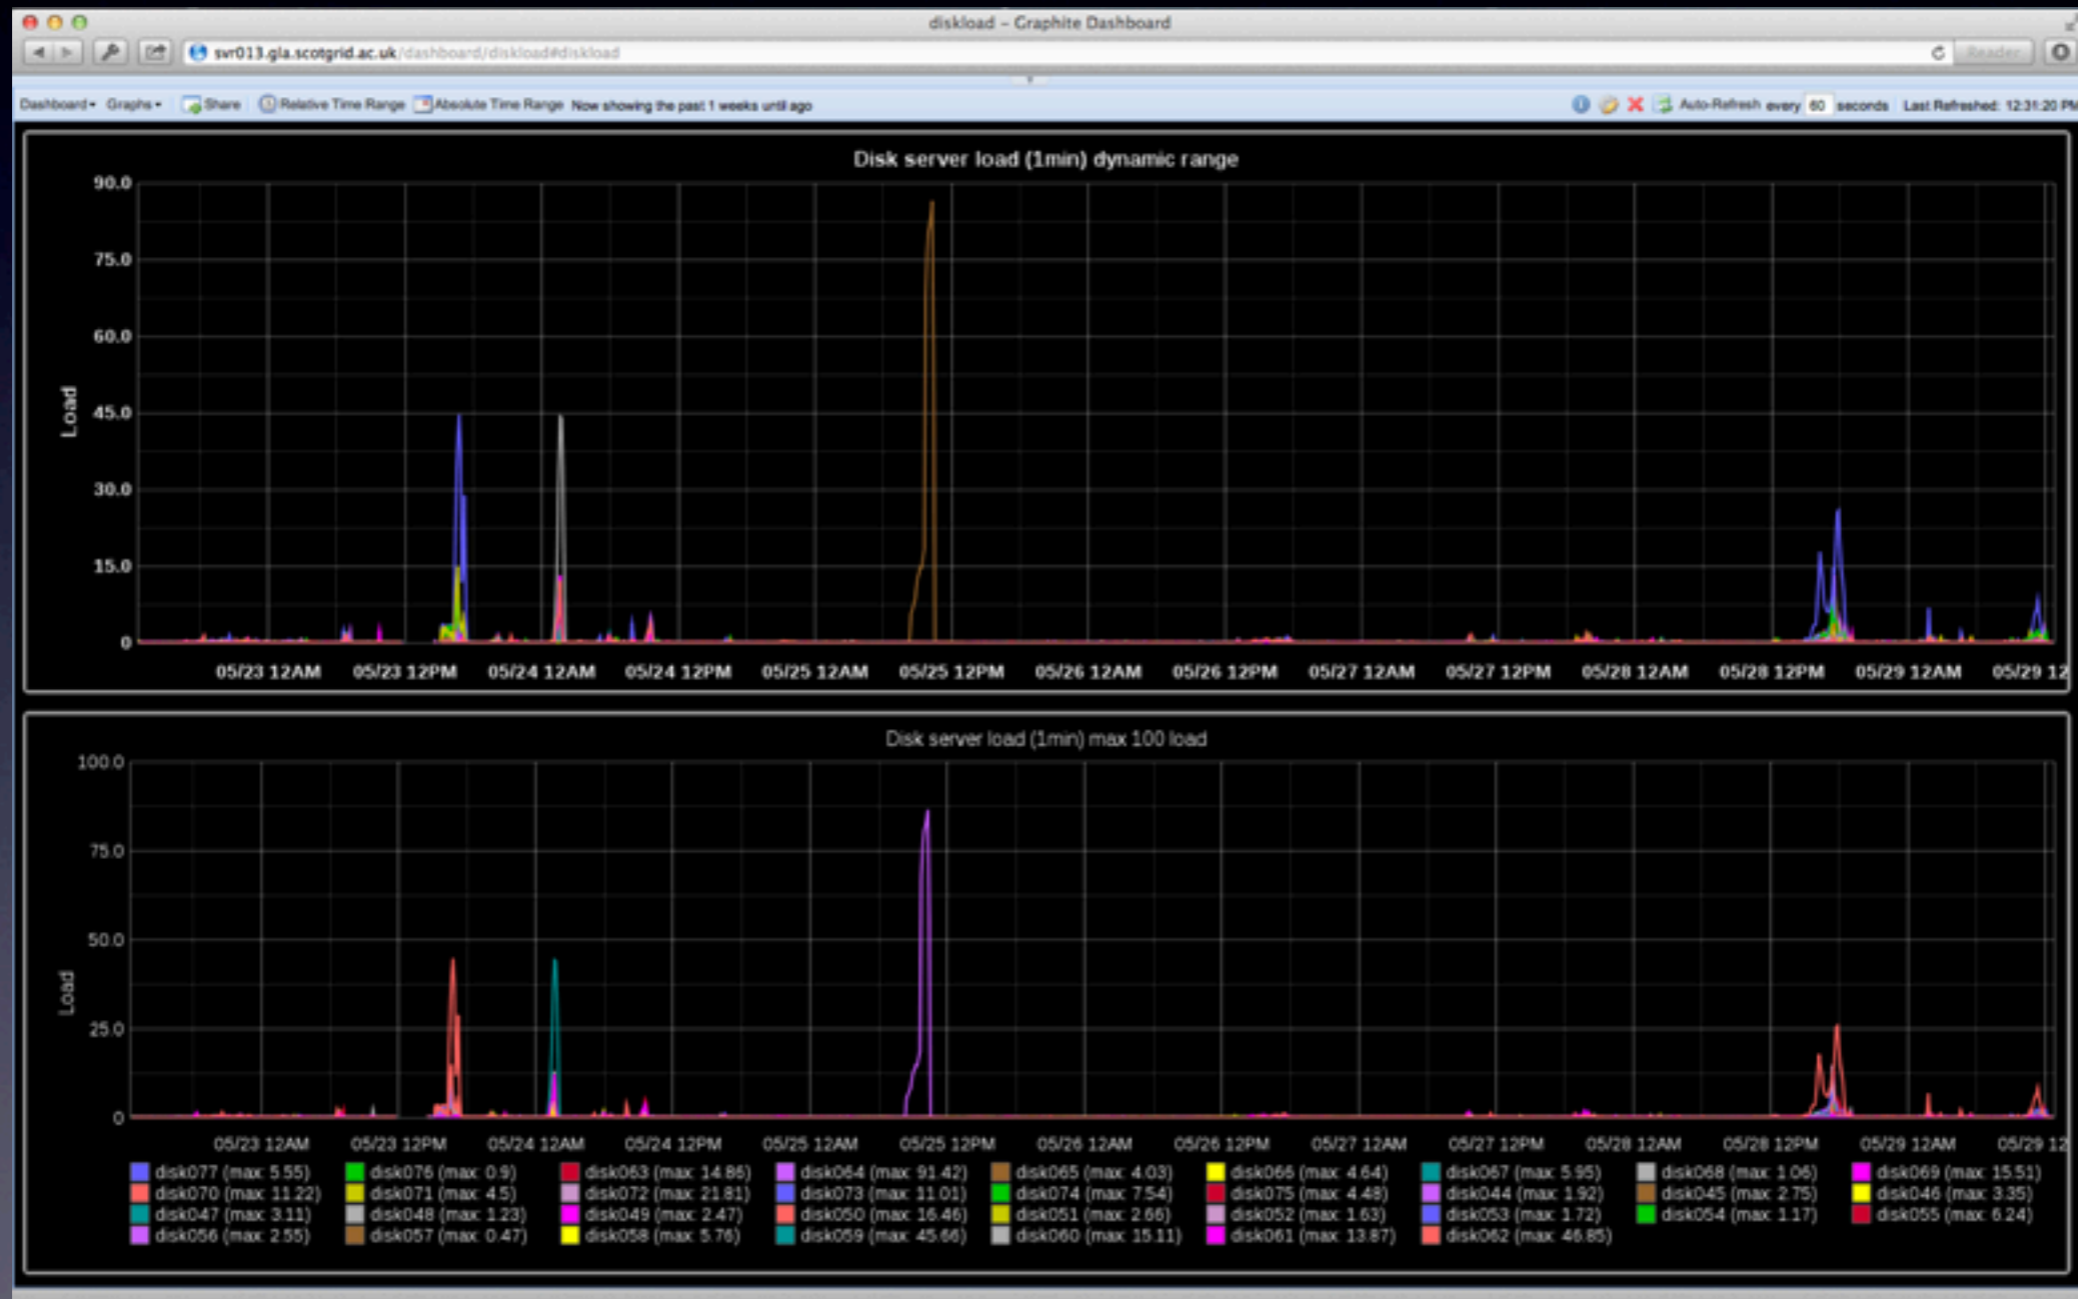 diskload – Graphite Dashboard
svr013.gla.scotgrid.ac.uk/dashboard/diskload#diskload
Reader
Dashboard Graphs Share Relative Time Range Absolute Time Range Now showing the past 1 weeks until ago
Auto-Refresh every 60 seconds Last Refreshed: 12:31:20 PM
Disk server load (1min) dynamic range
90.0
75.0
60.0
45.0
30.0
15.0
0
Load
05/23 12AM 05/23 12PM 05/24 12AM 05/24 12PM 05/25 12AM 05/25 12PM 05/26 12AM 05/26 12PM 05/27 12AM 05/27 12PM 05/28 12AM 05/28 12PM 05/29 12AM 05/29 12
Disk server load (1min) max 100 load
100.0
75.0
50.0
25.0
0
Load
05/23 12AM 05/23 12PM 05/24 12AM 05/24 12PM 05/25 12AM 05/25 12PM 05/26 12AM 05/26 12PM 05/27 12AM 05/27 12PM 05/28 12AM 05/28 12PM 05/29 12AM 05/29 12
disk077 (max: 5.55) disk076 (max: 0.9) disk063 (max: 14.86) disk064 (max: 91.42) disk065 (max: 4.03) disk066 (max: 4.64) disk067 (max: 5.95) disk068 (max: 1.06) disk069 (max: 15.51)
disk070 (max: 11.22) disk071 (max: 4.5) disk072 (max: 21.81) disk073 (max: 11.01) disk074 (max: 7.54) disk075 (max: 4.48) disk044 (max: 1.92) disk045 (max: 2.75) disk046 (max: 3.35)
disk047 (max: 3.11) disk048 (max: 1.23) disk049 (max: 2.47) disk050 (max: 16.46) disk051 (max: 2.66) disk052 (max: 1.63) disk053 (max: 1.72) disk054 (max: 1.17) disk055 (max: 6.24)
disk056 (max: 2.55) disk057 (max: 0.47) disk058 (max: 5.76) disk059 (max: 45.66) disk060 (max: 15.11) disk061 (max: 13.87) disk062 (max: 46.85)